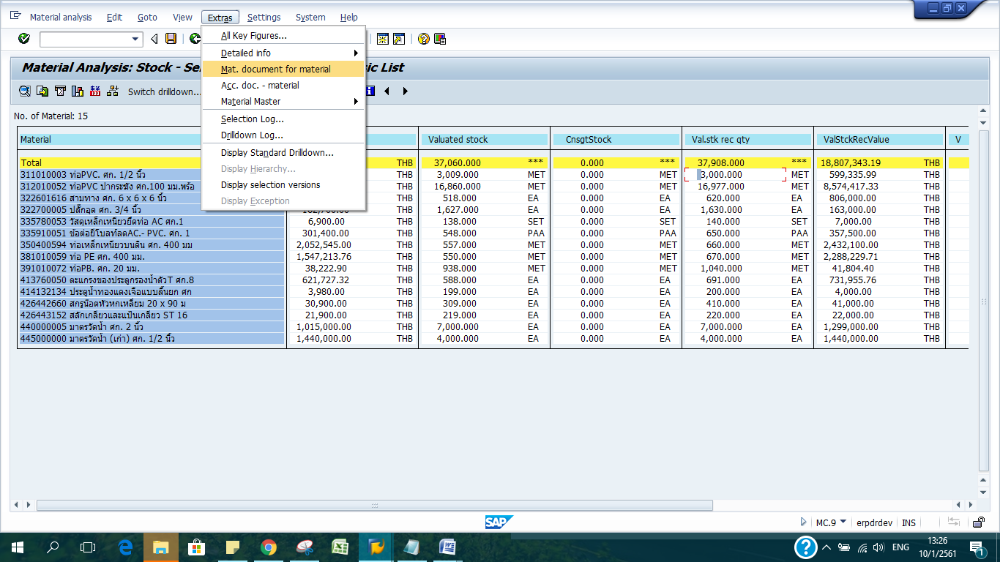 Material analysis Edit Goto View Extras Settings System Help
All Key Figures...
Detailed info
Mat. document for material
Acc. doc. - material
Material Master
Selection Log...
Drilldown Log...
Display Standard Drilldown...
Display Hierarchy...
Display selection versions
Display Exception
Material Analysis: Stock - Se ic List
Switch drilldown...
No. of Material: 15
Material Valuated stock CnsgtStock Val.stk rec qty ValStckRecValue V
Total THB 37,060.000 *** 0.000 *** 37,908.000 *** 18,807,343.19 THB
311010003 ท่อPVC. ศก. 1/2 นิ้ว THB 3,009.000 MET 0.000 MET 3,000.000 MET 599,335.99 THB
312010052 ท่อPVC ปากระฆัง ศก.100 มม.พร้อ THB 16,860.000 MET 0.000 MET 16,977.000 MET 8,574,417.33 THB
322601616 สามทาง ศก. 6 x 6 x 6 นิ้ว THB 518.000 EA 0.000 EA 620.000 EA 806,000.00 THB
322700005 ปลั๊กอุด ศก. 3/4 นิ้ว 162,700.00 THB 1,627.000 EA 0.000 EA 1,630.000 EA 163,000.00 THB
335780053 วัสดุเหล็กเหนียวยึดท่อ AC ศก.1 6,900.00 THB 138.000 SET 0.000 SET 140.000 SET 7,000.00 THB
335910051 ข้อต่อยีโบลท์ลดAC.- PVC. ศก. 1 301,400.00 THB 548.000 PAA 0.000 PAA 650.000 PAA 357,500.00 THB
350400594 ท่อเหล็กเหนียวบนดิน ศก. 400 มม 2,052,545.00 THB 557.000 MET 0.000 MET 660.000 MET 2,432,100.00 THB
381010059 ท่อ PE ศก. 400 มม. 1,547,213.76 THB 550.000 MET 0.000 MET 670.000 MET 2,288,229.71 THB
391010072 ท่อPB. ศก. 20 มม. 38,222.90 THB 938.000 MET 0.000 MET 1,040.000 MET 41,804.40 THB
413760050 ตะแกรงของประตูกรองน้ำตัวT ศก.8 621,727.32 THB 588.000 EA 0.000 EA 691.000 EA 731,955.76 THB
414132134 ประตูน้ำทองแดงเจือแบบลิ้นยก ศก 3,980.00 THB 199.000 EA 0.000 EA 200.000 EA 4,000.00 THB
426442660 สกรูน๊อตหัวหกเหลี่ยม 20 x 90 ม 30,900.00 THB 309.000 EA 0.000 EA 410.000 EA 41,000.00 THB
426443152 สลักเกลียวและแป้นเกลียว ST 16 21,900.00 THB 219.000 EA 0.000 EA 220.000 EA 22,000.00 THB
440000005 มาตรวัดน้ำ ศก. 2 นิ้ว 1,015,000.00 THB 7,000.000 EA 0.000 EA 7,000.000 EA 1,299,000.00 THB
445000000 มาตรวัดน้ำ (เก่า) ศก. 1/2 นิ้ว 1,440,000.00 THB 4,000.000 EA 0.000 EA 4,000.000 EA 1,440,000.00 THB
SAP MC.9 erpdrdev INS
ENG 13:26
10/1/2561 1